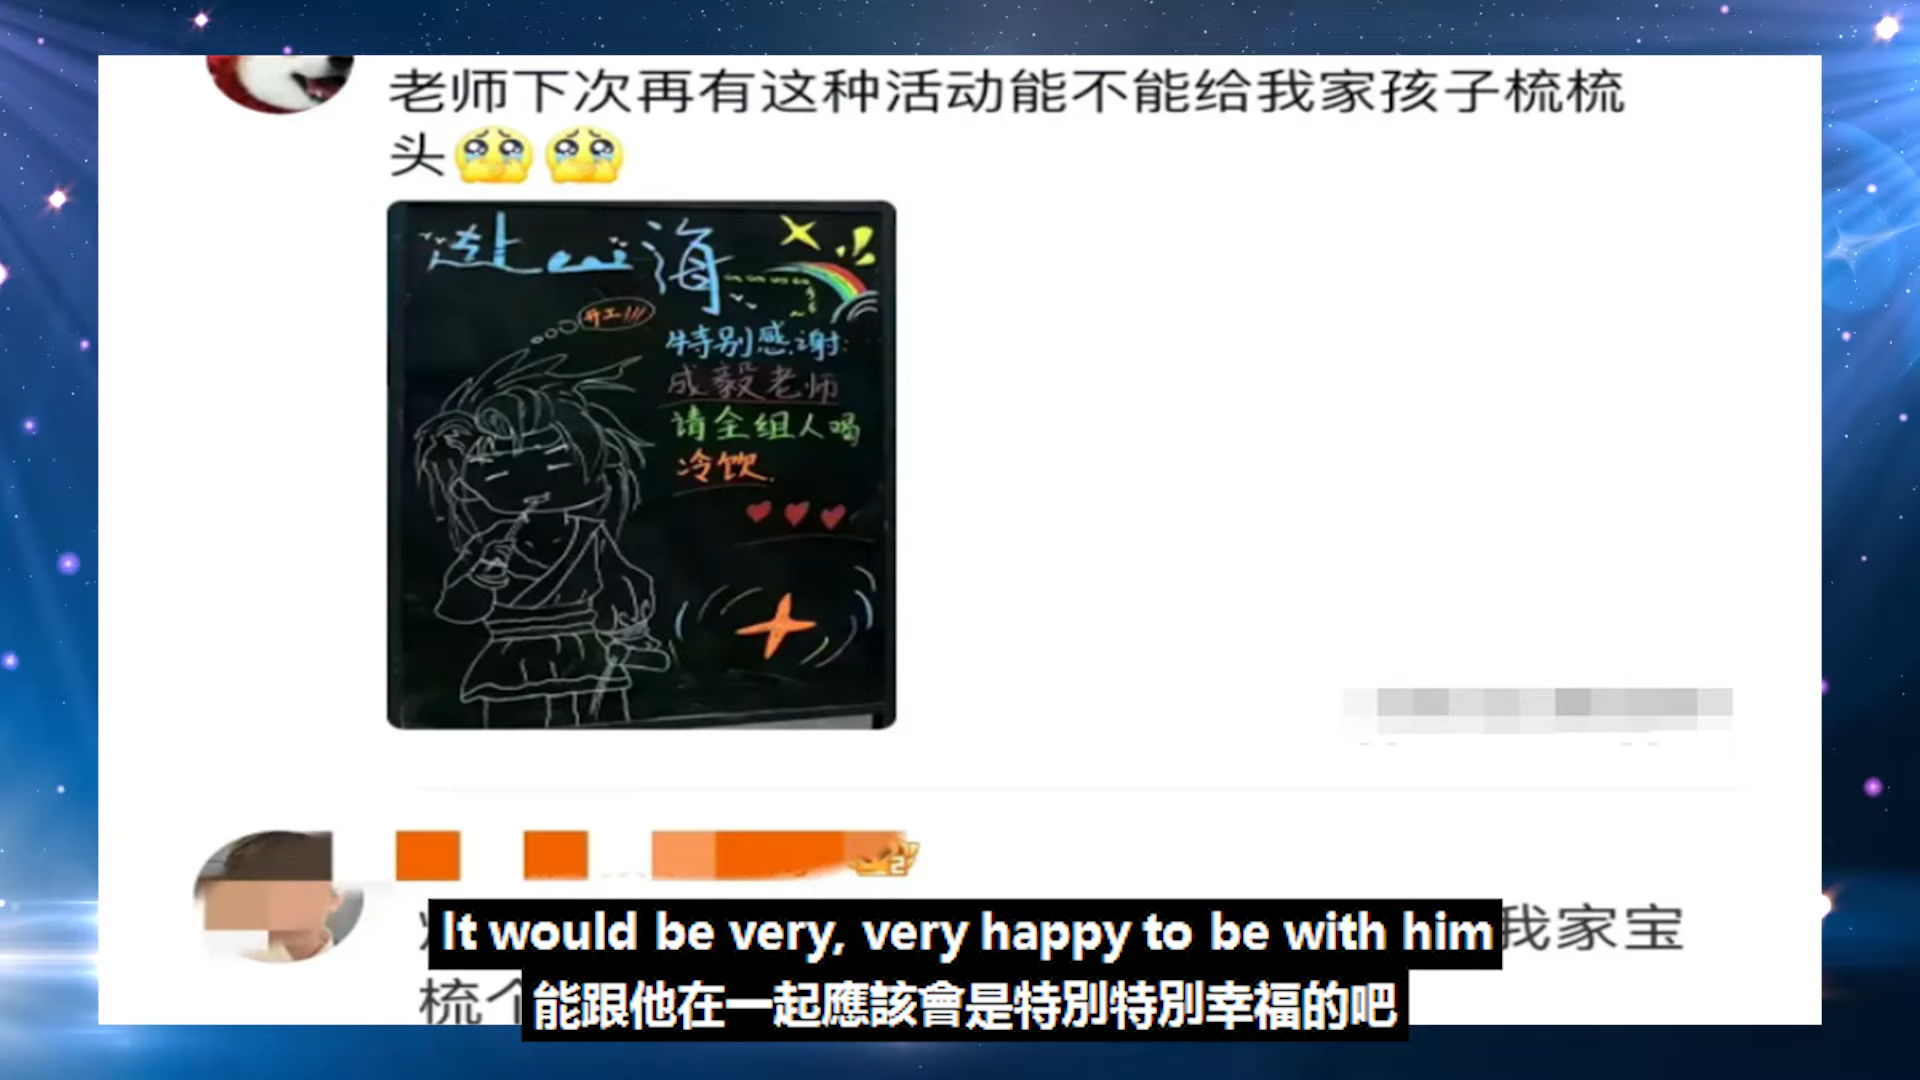 老师下次再有这种活动能不能给我家孩子梳梳
头
赴山海
开工!!!
特别感谢:
成毅老师
请全组人喝
冷饮.
2
我家宝
梳个
It would be very, very happy to be with him
能跟他在一起應該會是特別特別幸福的吧